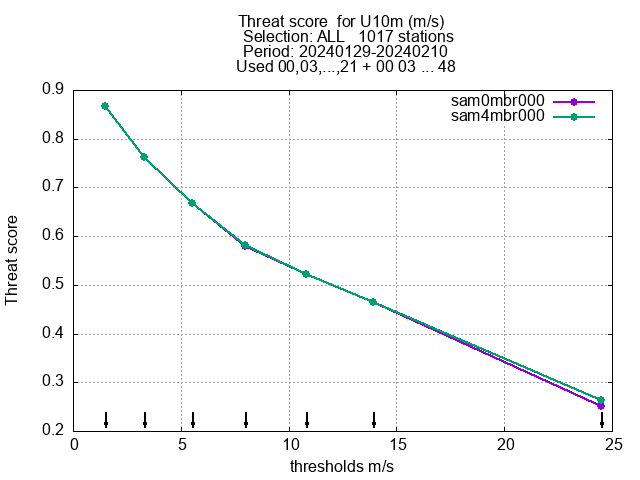 Threat score  for U10m (m/s)
Selection: ALL   1017 stations
Period: 20240129-20240210
Used 00,03,...,21 + 00 03 ... 48
sam0mbr000
sam4mbr000
0.9
0.8
0.7
0.6
0.5
0.4
0.3
0.2
Threat score
0 5 10 15 20 25
thresholds m/s